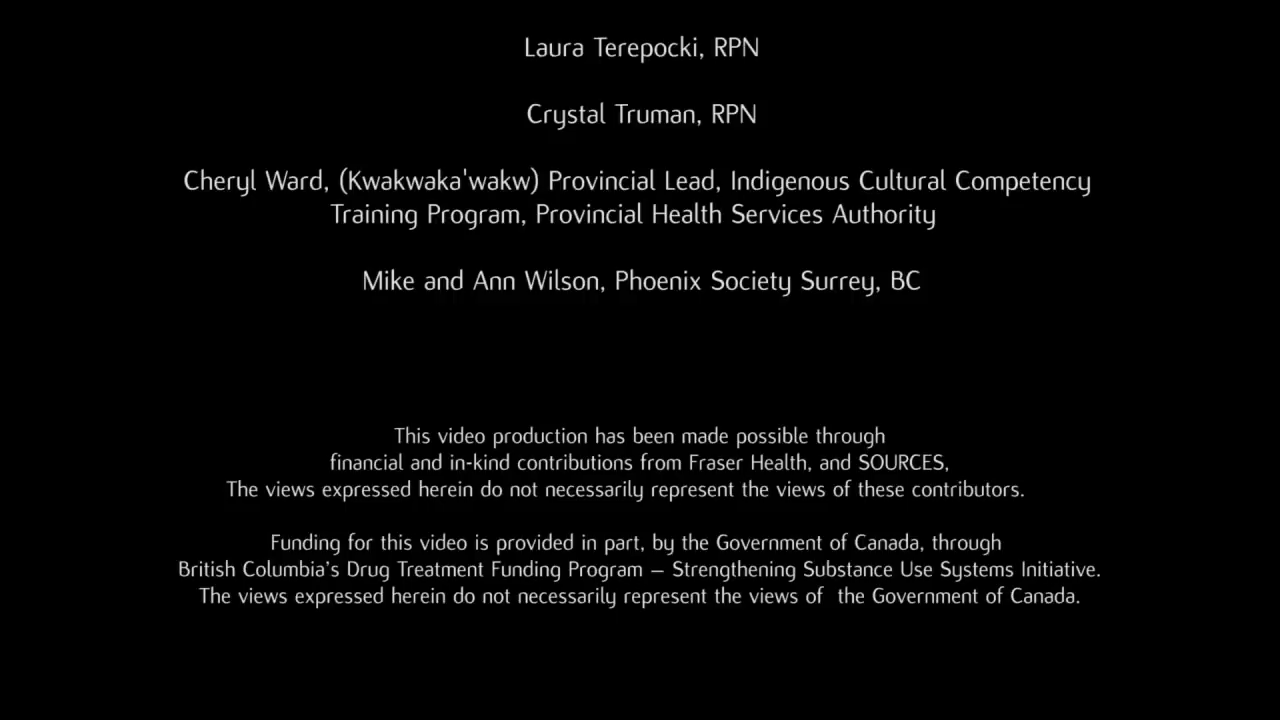 Laura Terepocki, RPN
Crystal Truman, RPN
Cheryl Ward, (Kwakwaka'wakw) Provincial Lead, Indigenous Cultural Competency
Training Program, Provincial Health Services Authority
Mike and Ann Wilson, Phoenix Society Surrey, BC
This video production has been made possible through
financial and in-kind contributions from Fraser Health, and SOURCES,
The views expressed herein do not necessarily represent the views of these contributors.
Funding for this video is provided in part, by the Government of Canada, through
British Columbia’s Drug Treatment Funding Program – Strengthening Substance Use Systems Initiative.
The views expressed herein do not necessarily represent the views of  the Government of Canada.